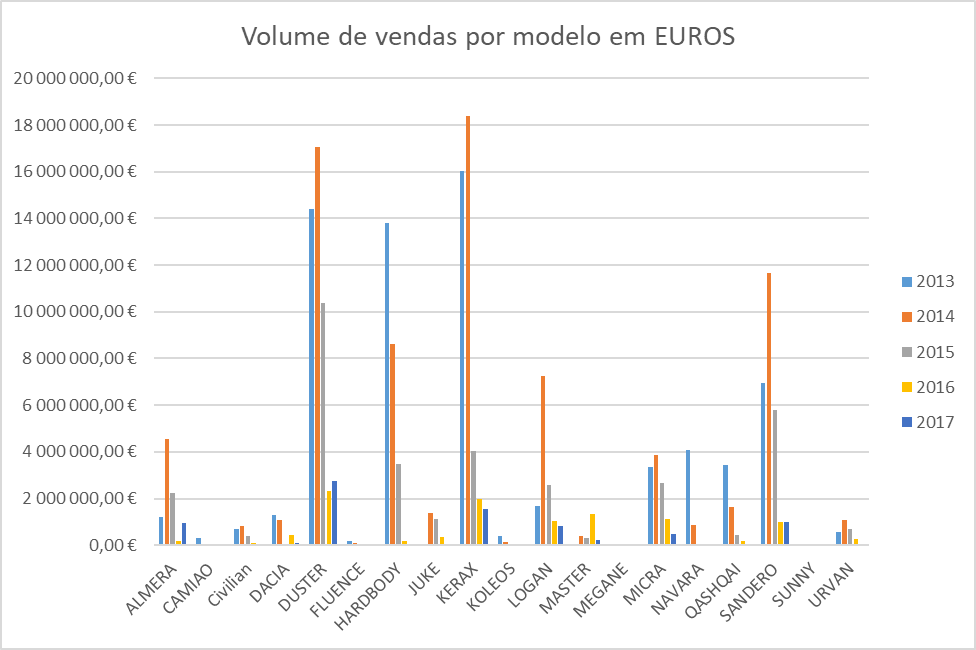 Volume de vendas por modelo em EUROS
20 000 000,00 €
18 000 000,00 €
16 000 000,00 €
14 000 000,00 €
12 000 000,00 €
10 000 000,00 €
8 000 000,00 €
6 000 000,00 €
4 000 000,00 €
2 000 000,00 €
0,00 €
ALMERA
CAMIAO
Civilian
DACIA
DUSTER
FLUENCE
HARDBODY
JUKE
KERAX
KOLEOS
LOGAN
MASTER
MEGANE
MICRA
NAVARA
QASHQAI
SANDERO
SUNNY
URVAN
2013
2014
2015
2016
2017